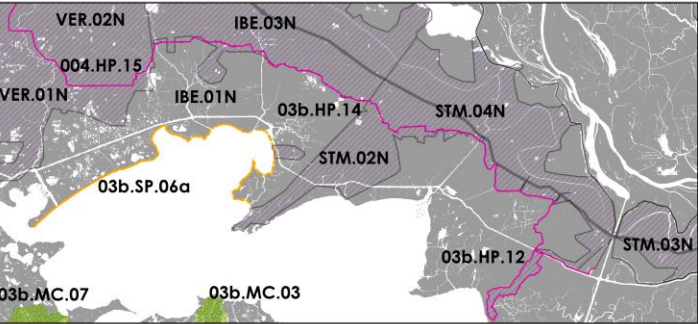 VER.02N
IBE.03N
004.HP.15
VER.01N
IBE.01N
03b.HP.14
STM.04N
STM.02N
03b.SP.06a
STM.03N
03b.HP.12
03b.MC.07
03b.MC.03